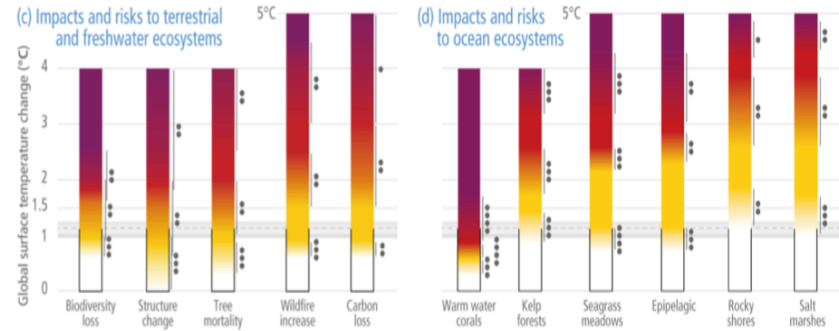 (c) Impacts and risks to terrestrial
and freshwater ecosystems
5°C
Global surface temperature change (°C)
4
3
2
1.5
1
0
Biodiversity
loss
Structure
change
Tree
mortality
Wildfire
increase
Carbon
loss
(d) Impacts and risks
to ocean ecosystems
5°C
Warm water
corals
Kelp
forests
Seagrass
meadows
Epipelagic
Rocky
shores
Salt
marshes